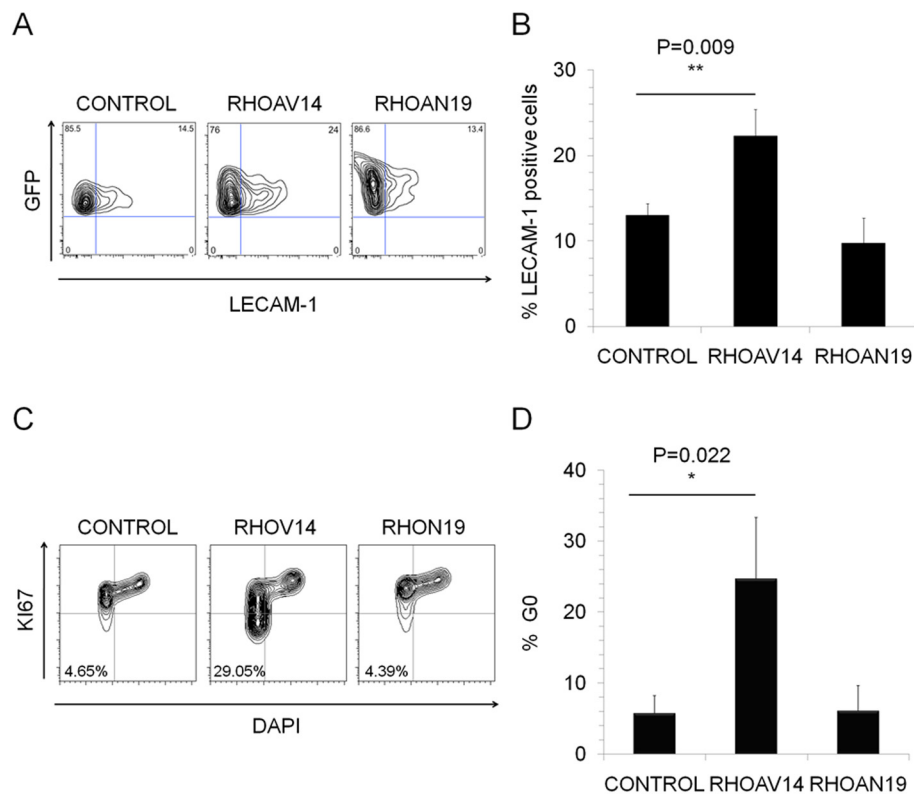 A
CONTROL RHOAV14 RHOAN19
85.5 14.5 76 24 86.6 13.4
GFP
0 0 0 0 0 0
LECAM-1
B
P=0.009
**
30
20
10
0
% LECAM-1 positive cells
CONTROL RHOAV14 RHOAN19
C
CONTROL RHOV14 RHON19
KI67
4.65% 29.05% 4.39%
DAPI
D
P=0.022
*
40
30
20
10
0
% G0
CONTROL RHOAV14 RHOAN19